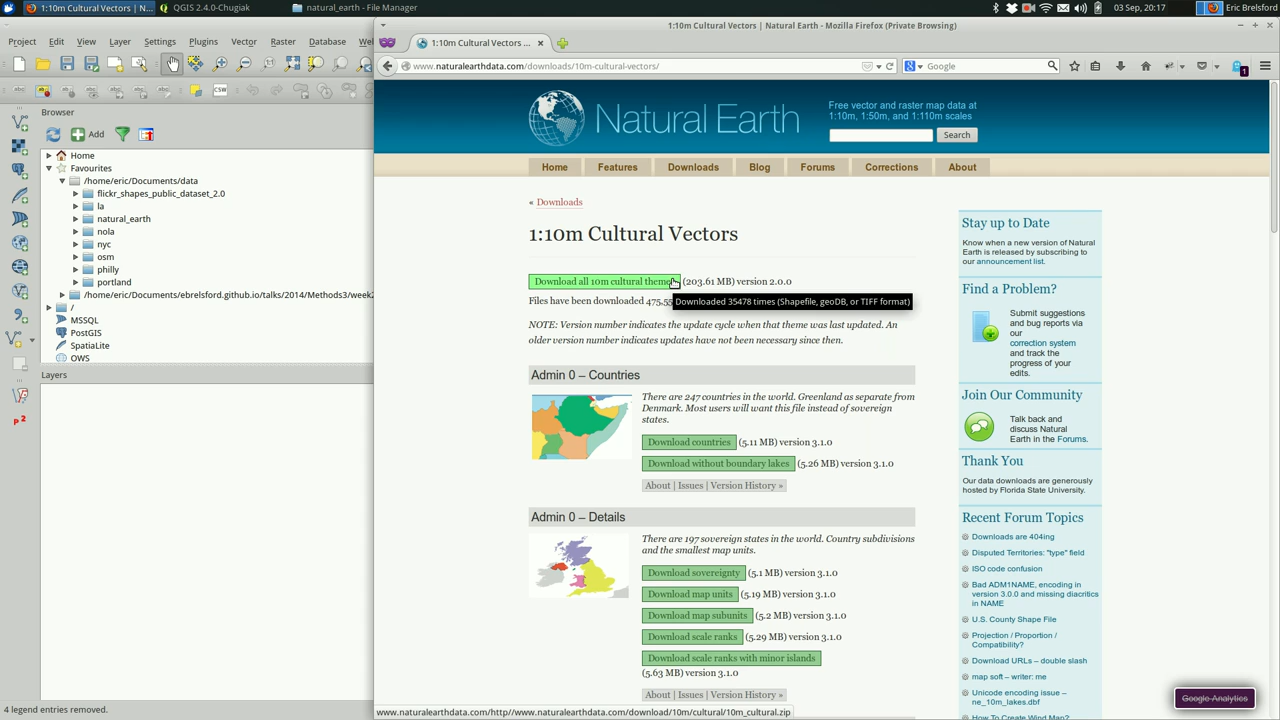 [1:10m Cultural Vectors | N...
QGIS 2.4.0-Chugiak
natural_earth - File Manager
03 Sep, 20:17
Eric Brelsford
1:10m Cultural Vectors | Natural Earth - Mozilla Firefox (Private Browsing)
Project Edit View Layer Settings Plugins Vector Raster Database
1:10m Cultural Vectors ...
www.naturalearthdata.com/downloads/10m-cultural-vectors/
Google
1
CSW
Browser
Add
Home
Favourites
/home/eric/Documents/data
flickr_shapes_public_dataset_2.0
la
natural_earth
nola
nyc
osm
philly
portland
/home/eric/Documents/ebrelsford.github.io/talks/2014/Methods3/week2
/
MSSQL
PostGIS
SpatiaLite
OWS
Layers
4 legend entries removed.
Natural Earth
Free vector and raster map data at
1:10m, 1:50m, and 1:110m scales
Search
Home Features Downloads Blog Forums Corrections About
« Downloads
1:10m Cultural Vectors
Download all 10m cultural theme (203.61 MB) version 2.0.0
Files have been downloaded 475,55
Downloaded 35478 times (Shapefile, geoDB, or TIFF format)
NOTE: Version number indicates the update cycle when that theme was last updated. An
older version number indicates updates have not been necessary since then.
Admin 0 – Countries
There are 247 countries in the world. Greenland as separate from
Denmark. Most users will want this file instead of sovereign
states.
Download countries (5.11 MB) version 3.1.0
Download without boundary lakes (5.26 MB) version 3.1.0
About | Issues | Version History »
Admin 0 – Details
There are 197 sovereign states in the world. Country subdivisions
and the smallest map units.
Download sovereignty (5.1 MB) version 3.1.0
Download map units (5.19 MB) version 3.1.0
Download map subunits (5.2 MB) version 3.1.0
Download scale ranks (5.29 MB) version 3.1.0
Download scale ranks with minor islands
(5.63 MB) version 3.1.0
About | Issues | Version History »
www.naturalearthdata.com/http//www.naturalearthdata.com/download/10m/cultural/10m_cultural.zip
Stay up to Date
Know when a new version of Natural
Earth is released by subscribing to
our announcement list.
Find a Problem?
Submit suggestions
and bug reports via
our
correction system
and track the
progress of your
edits.
Join Our Community
Talk back and
discuss Natural
Earth in the Forums.
Thank You
Our data downloads are generously
hosted by Florida State University.
Recent Forum Topics
Downloads are 404ing
Disputed Territories: "type" field
ISO code confusion
Bad ADM1NAME, encoding in
version 3.0.0 and missing diacritics
in NAME
U.S. County Shape File
Projection / Proportion /
Compatibility?
Download URLs – double slash
map soft – writer: me
Unicode encoding issue –
ne_10m_lakes.dbf
How To Create Wind Map?
Google Analytics